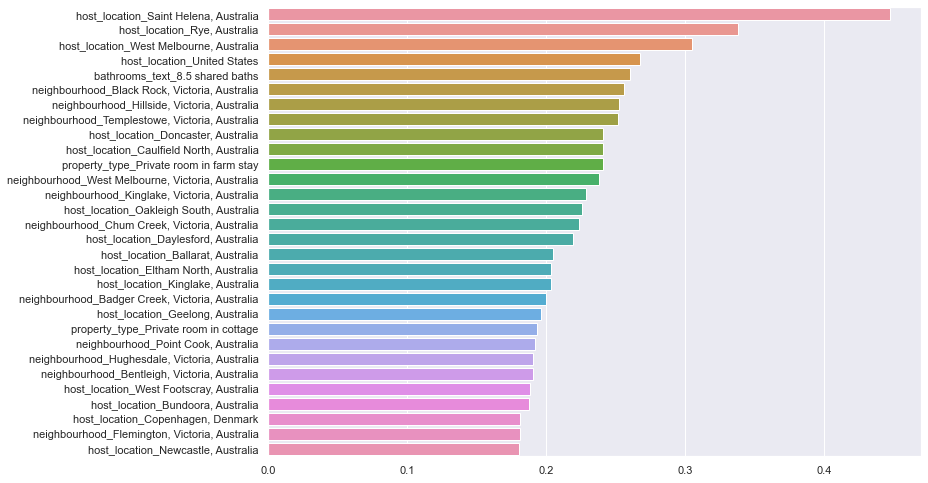 host_location_Saint Helena, Australia
host_location_Rye, Australia
host_location_West Melbourne, Australia
host_location_United States
bathrooms_text_8.5 shared baths
neighbourhood_Black Rock, Victoria, Australia
neighbourhood_Hillside, Victoria, Australia
neighbourhood_Templestowe, Victoria, Australia
host_location_Doncaster, Australia
host_location_Caulfield North, Australia
property_type_Private room in farm stay
neighbourhood_West Melbourne, Victoria, Australia
neighbourhood_Kinglake, Victoria, Australia
host_location_Oakleigh South, Australia
neighbourhood_Chum Creek, Victoria, Australia
host_location_Daylesford, Australia
host_location_Ballarat, Australia
host_location_Eltham North, Australia
host_location_Kinglake, Australia
neighbourhood_Badger Creek, Victoria, Australia
host_location_Geelong, Australia
property_type_Private room in cottage
neighbourhood_Point Cook, Victoria, Australia
neighbourhood_Hughesdale, Victoria, Australia
neighbourhood_Bentleigh, Victoria, Australia
host_location_West Footscray, Australia
host_location_Bundoora, Australia
host_location_Copenhagen, Denmark
neighbourhood_Flemington, Victoria, Australia
host_location_Newcastle, Australia
0.0 0.1 0.2 0.3 0.4